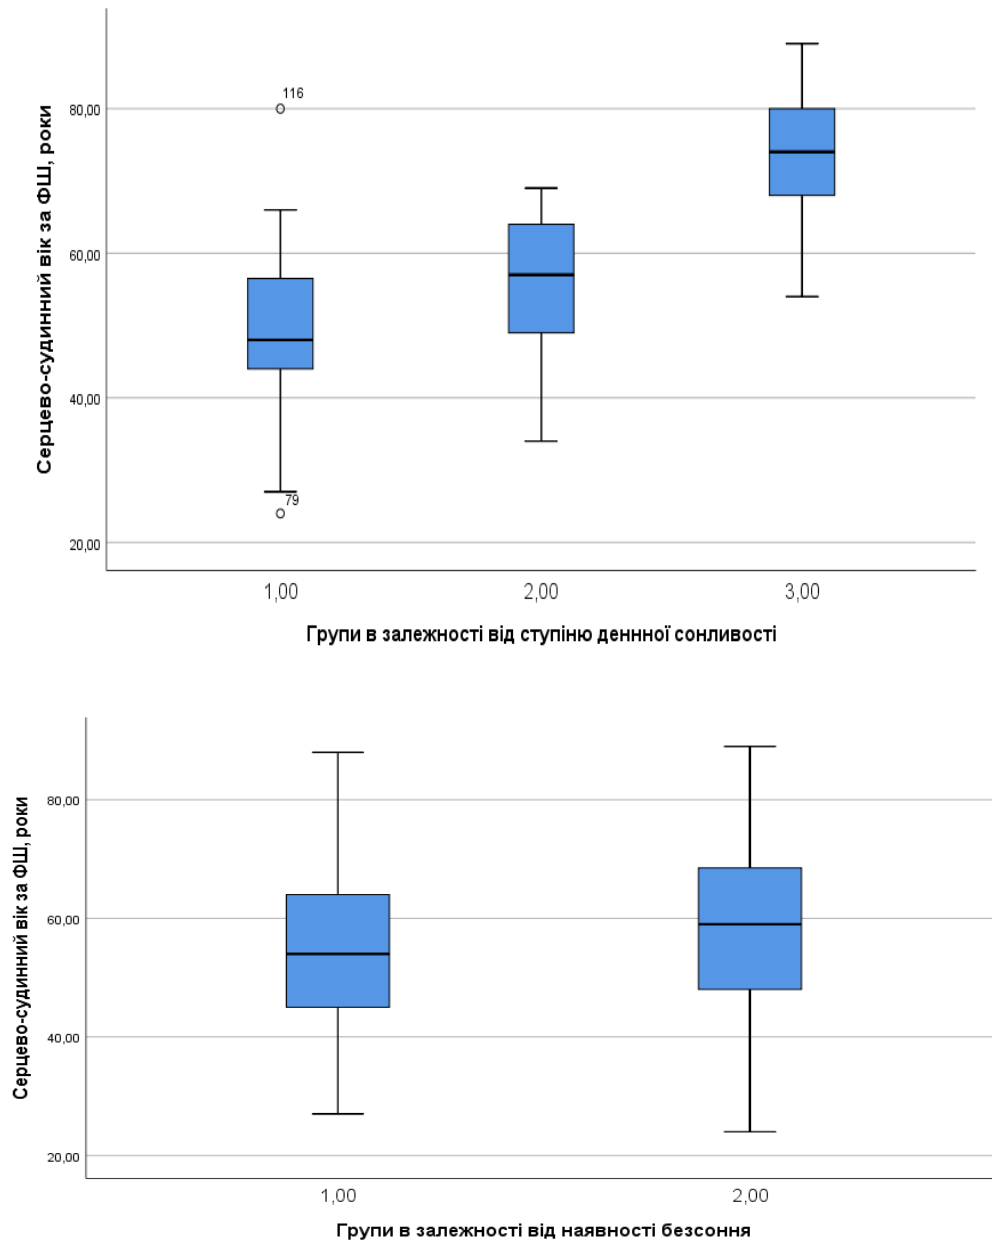 Серцево-судинний вік за ФШ, роки
116
80,00
60,00
40,00
79
20,00
1,00 2,00 3,00
Групи в залежності від ступіню деннної сонливості
Серцево-судинний вік за ФШ, роки
80,00
60,00
40,00
20,00
1,00 2,00
Групи в залежності від наявності безсоння